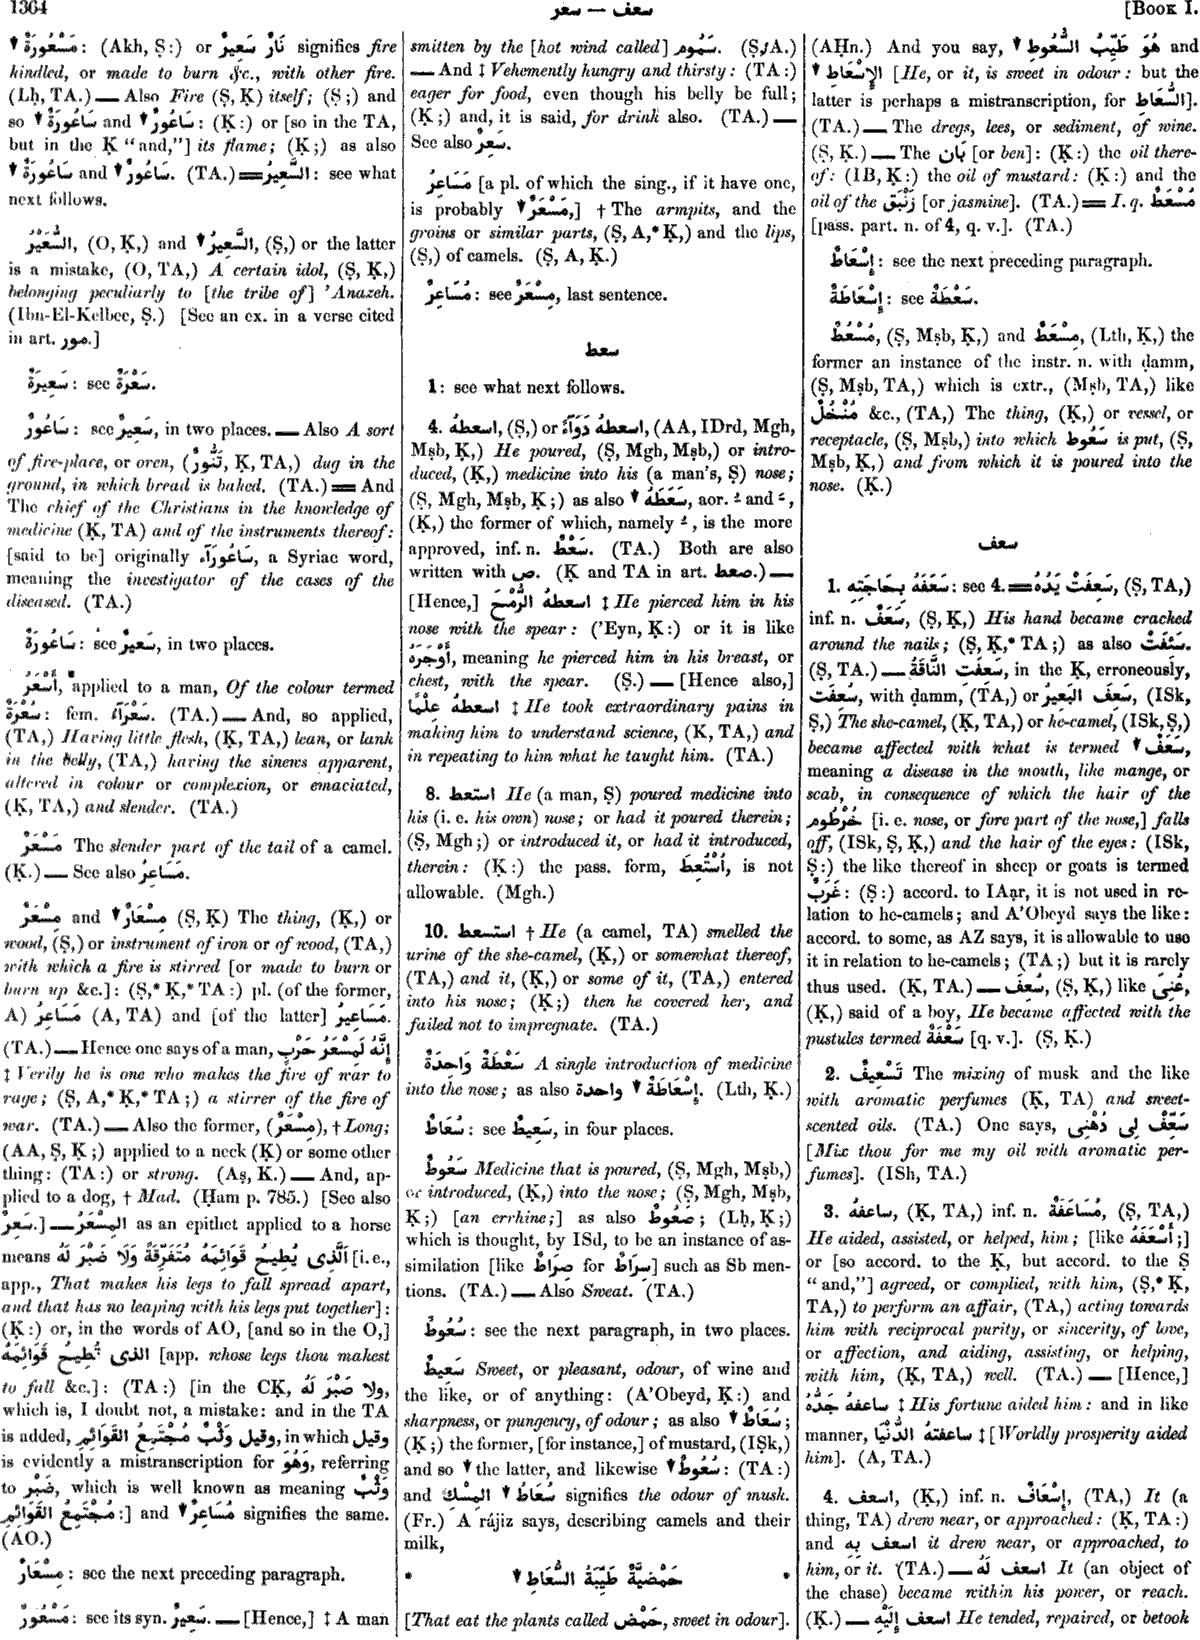 1364
سعف — سعر
[Book I.
▼ مَسْعُورَةٌ: (Akh, Ṣ:) or نَارٌ سَعِيرٌ signifies fire
kindled, or made to burn &c., with other fire.
(Lḥ, TA.) — Also Fire (Ṣ, Ḳ) itself; (Ṣ;) and
so ▼ سَاعُورٌ and ▼ سَاعُورَةٌ: (Ḳ:) or [so in the TA,
but in the Ḳ “and,”] its flame; (Ḳ;) as also
▼ سَاعُورٌ and ▼ سَاعُورَةٌ. (TA.) ═ السَّعِيرُ: see what
next follows.
السُّعَيْرُ, (O, Ḳ,) and ▼ السَّعِيرُ, (Ṣ,) or the latter
is a mistake, (O, TA,) A certain idol, (Ṣ, Ḳ,)
belonging peculiarly to [the tribe of] ’Anazeh.
(Ibn-El-Kelbee, Ṣ.) [See an ex. in a verse cited
in art. مور.]
سَعِيرَةٌ: see سَعْرَةٌ.
سَاعُورٌ: see سَعِيرٌ, in two places. — Also A sort
of fire-place, or oven, (تَنُّور, Ḳ, TA,) dug in the
ground, in which bread is baked. (TA.) ═ And
The chief of the Christians in the knowledge of
medicine (Ḳ, TA) and of the instruments thereof:
[said to be] originally سَاعُورَآء, a Syriac word,
meaning the investigator of the cases of the
diseased. (TA.)
سَاعُورَةٌ: see سَعِيرٌ, in two places.
أَسْعَرُ, applied to a man, Of the colour termed
سُعْرَةٌ: fem. سَعْرَآءُ. (TA.) — And, so applied,
(TA,) Having little flesh, (Ḳ, TA,) lean, or lank
in the belly, (TA,) having the sinews apparent,
altered in colour or complexion, or emaciated,
(Ḳ, TA,) and slender. (TA.)
مَسْعَرٌ The slender part of the tail of a camel.
(Ḳ.) — See also مَسَاعِرُ.
مِسْعَرٌ and ▼ مِسْعَارٌ (Ṣ, Ḳ) The thing, (Ḳ,) or
wood, (Ṣ,) or instrument of iron or of wood, (TA,)
with which a fire is stirred [or made to burn or
burn up &c.]: (Ṣ,* Ḳ,* TA:) pl. (of the former,
A) مَسَاعِرُ (A, TA) and [of the latter] مَسَاعِيرُ.
(TA.) — Hence one says of a man, إِنَّهُ لَمِسْعَرُ حَرْبٍ
‡ Verily he is one who makes the fire of war to
rage; (Ṣ, A,* Ḳ,* TA;) a stirrer of the fire of
war. (TA.) — Also the former, (مِسْعَرٌ), † Long;
(AA, Ṣ, Ḳ;) applied to a neck (Ḳ) or some other
thing: (TA:) or strong. (Aṣ, K.) — And, ap-
plied to a dog, † Mad. (Ḥam p. 785.) [See also
سَعِرٌ.] — المِسْعَرُ as an epithet applied to a horse
means اَلَّذِى يُطِيحُ قَوَائِمَهُ مُتَفَرِّقَةً وَلَا ضَبْرَ لَهُ [i.e.,
app., That makes his legs to fall spread apart,
and that has no leaping with his legs put together]:
(Ḳ:) or, in the words of AO, [and so in the O,]
الذى تُطِيحُ قَوَائِمَهُ [app. whose legs thou makest
to fall &c.]: (TA:) [in the CḲ, ولا صَبْرَ لَهُ,
which is, I doubt not, a mistake: and in the TA
is added, وقيل وَثْبٌ مُجْتَمِعُ القَوَائِمِ, in which وقيل
is evidently a mistranscription for وَهُوَ, referring
to ضَبْر, which is well known as meaning وَثْبٌ
مُجْتَمِعُ القَوَائِمِ:] and ▼ مُسَاعِرٌ signifies the same.
(AO.)
مِسْعَارٌ: see the next preceding paragraph.
مَسْعُورٌ: see its syn. سَعِيرٌ. — [Hence,] ‡ A man
smitten by the [hot wind called] سَمُوم. (Ṣ, A.)
— And ‡ Vehemently hungry and thirsty: (TA:)
eager for food, even though his belly be full;
(Ḳ;) and, it is said, for drink also. (TA.) —
See also سَعِرٌ.
مَسَاعِرُ [a pl. of which the sing., if it have one,
is probably ▼ مَسْعَرٌ,] † The armpits, and the
groins or similar parts, (Ṣ, A,* Ḳ,) and the lips,
(Ṣ,) of camels. (Ṣ, A, Ḳ.)
مُسَاعِرٌ: see مِسْعَرٌ, last sentence.
سعط
1: see what next follows.
4. اسعطهُ, (Ṣ,) or اسعطهُ دَوَآءً, (AA, IDrd, Mgh,
Mṣb, Ḳ,) He poured, (Ṣ, Mgh, Mṣb,) or intro-
duced, (Ḳ,) medicine into his (a man’s, Ṣ) nose;
(Ṣ, Mgh, Mṣb, Ḳ;) as also ▼ سَعَطَهُ, aor. ـُ and ـَ,
(Ḳ,) the former of which, namely ـُ, is the more
approved, inf. n. سَعْطٌ. (TA.) Both are also
written with ص. (Ḳ and TA in art. صعط.) —
[Hence,] اسعطهُ الرُّمْحَ ‡ He pierced him in his
nose with the spear: (’Eyn, Ḳ:) or it is like
أَوْجَرَهُ, meaning he pierced him in his breast, or
chest, with the spear. (Ṣ.) — [Hence also,]
اسعطهُ عِلْمًا ‡ He took extraordinary pains in
making him to understand science, (K, TA,) and
in repeating to him what he taught him. (TA.)
8. استعط He (a man, Ṣ) poured medicine into
his (i. e. his own) nose; or had it poured therein;
(Ṣ, Mgh;) or introduced it, or had it introduced,
therein: (Ḳ:) the pass. form, اُسْتُعِطَ, is not
allowable. (Mgh.)
10. استسعط † He (a camel, TA) smelled the
urine of the she-camel, (Ḳ,) or somewhat thereof,
(TA,) and it, (Ḳ,) or some of it, (TA,) entered
into his nose; (Ḳ;) then he covered her, and
failed not to impregnate. (TA.)
سَعْطَةٌ وَاحِدَةٌ A single introduction of medicine
into the nose; as also ▼ إِسْعَاطَةٌ واحدة. (Lth, Ḳ.)
سُعَاطٌ: see سَعِيطٌ, in four places.
سَعُوطٌ Medicine that is poured, (Ṣ, Mgh, Mṣb,)
or introduced, (Ḳ,) into the nose; (Ṣ, Mgh, Mṣb,
Ḳ;) [an errhine;] as also صَعُوطٌ; (Lḥ, Ḳ;)
which is thought, by ISd, to be an instance of as-
similation [like صِرَاطٌ for سِرَاطٌ] such as Sb men-
tions. (TA.) — Also Sweat. (TA.)
سُعُوطٌ: see the next paragraph, in two places.
سَعِيطٌ Sweet, or pleasant, odour, of wine and
the like, or of anything: (A’Obeyd, Ḳ:) and
sharpness, or pungency, of odour; as also ▼ سُعَاطٌ;
(Ḳ;) the former, [for instance,] of mustard, (ISk,)
and so ▼ the latter, and likewise ▼ سُعُوطٌ: (TA:)
and سُعَاطُ ▼ المِسْكِ signifies the odour of musk.
(Fr.) A rájiz says, describing camels and their
milk,
* حَمْضِيَّةٌ طَيِّبَةُ السُّعَاطِ ▼ *
[That eat the plants called حَمْض, sweet in odour].
(AḤn.) And you say, هُوَ طَيِّبُ السُّعُوطِ ▼ and
▼ الإِسْعَاطِ [He, or it, is sweet in odour: but the
latter is perhaps a mistranscription, for السُّعَاطِ].
(TA.) — The dregs, lees, or sediment, of wine.
(Ṣ, Ḳ.) — The بَان [or ben]: (Ḳ:) the oil there-
of: (IB, Ḳ:) the oil of mustard: (Ḳ:) and the
oil of the زَنْبَق [or jasmine]. (TA.) ═ I. q. مُسْعَطٌ
[pass. part. n. of 4, q. v.]. (TA.)
إِسْعَاطٌ: see the next preceding paragraph.
إِسْعَاطَةٌ: see سَعْطَةٌ.
مُسْعُطٌ, (Ṣ, Mṣb, Ḳ,) and مِسْعَطٌ, (Lth, Ḳ,) the
former an instance of the instr. n. with ḍamm,
(Ṣ, Mṣb, TA,) which is extr., (Mṣb, TA,) like
مُنْخُلٌ &c., (TA,) The thing, (Ḳ,) or vessel, or
receptacle, (Ṣ, Mṣb,) into which سَعُوط is put, (Ṣ,
Mṣb, Ḳ,) and from which it is poured into the
nose. (Ḳ.)
سعف
1. سَعَفَهُ بِحَاجَتِهِ: see 4. ═ سَعِفَتْ يَدُهُ, (Ṣ, TA,)
inf. n. سَعَفٌ, (Ṣ, Ḳ,) His hand became cracked
around the nails; (Ṣ, Ḳ,* TA;) as also سَئِفَتْ.
(Ṣ, TA.) — سَعِفَتِ النَّاقَةُ, in the Ḳ, erroneously,
سُعِفَت, with ḍamm, (TA,) or سَعِفَ البَعِيرُ, (ISk,
Ṣ,) The she-camel, (Ḳ, TA,) or he-camel, (ISk, Ṣ,)
became affected with what is termed ▼ سَعَفٌ,
meaning a disease in the mouth, like mange, or
scab, in consequence of which the hair of the
خُرْطُوم [i. e. nose, or fore part of the nose,] falls
off, (ISk, Ṣ, Ḳ,) and the hair of the eyes: (ISk,
Ṣ:) the like thereof in sheep or goats is termed
غَرَبٌ: (Ṣ:) accord. to IAạr, it is not used in re-
lation to he-camels; and A’Obeyd says the like:
accord. to some, as AZ says, it is allowable to use
it in relation to he-camels; (TA;) but it is rarely
thus used. (Ḳ, TA.) — سُعِفَ, (Ṣ, Ḳ,) like عُنِىَ,
(Ḳ,) said of a boy, He became affected with the
pustules termed سَعْفَةٌ [q. v.]. (Ṣ, Ḳ.)
2. تَسْعِيفٌ The mixing of musk and the like
with aromatic perfumes (Ḳ, TA) and sweet-
scented oils. (TA.) One says, سَعِّفْ لِى دُهْنِى
[Mix thou for me my oil with aromatic per-
fumes]. (ISh, TA.)
3. ساعفهُ, (Ḳ, TA,) inf. n. مُسَاعَفَةٌ, (Ṣ, TA,)
He aided, assisted, or helped, him; [like أَسْعَفَهُ;]
or [so accord. to the Ḳ, but accord. to the Ṣ
“and,”] agreed, or complied, with him, (Ṣ,* Ḳ,
TA,) to perform an affair, (TA,) acting towards
him with reciprocal purity, or sincerity, of love,
or affection, and aiding, assisting, or helping,
with him, (Ḳ, TA,) well. (TA.) — [Hence,]
ساعفهُ جَدُّهُ ‡ His fortune aided him: and in like
manner, ساعفتهُ الدُّنْيَا ‡ [Worldly prosperity aided
him]. (A, TA.)
4. اسعف, (Ḳ,) inf. n. إِسْعَافٌ, (TA,) It (a
thing, TA) drew near, or approached: (Ḳ, TA:)
and اسعف بِهِ it drew near, or approached, to
him, or it. (TA.) — اسعف لَهُ It (an object of
the chase) became within his power, or reach.
(Ḳ.) — اسعف إِلَيْهِ He tended, repaired, or betook